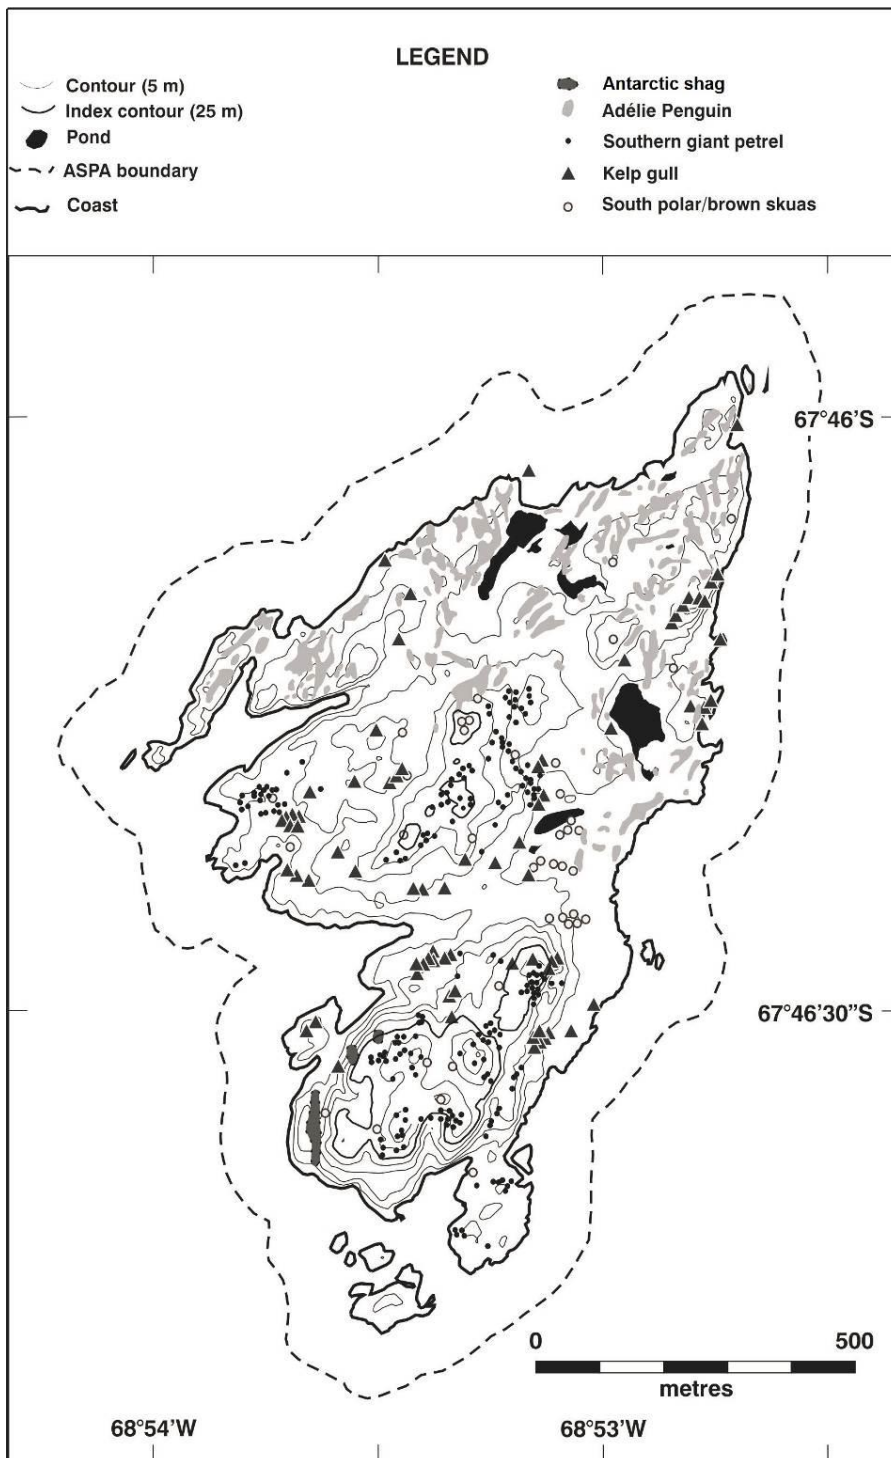 LEGEND
Contour (5 m)
Index contour (25 m)
Pond
ASPA boundary
Coast
Antarctic shag
Adélie Penguin
Southern giant petrel
Kelp gull
South polar/brown skuas
67°46'S
67°46'30"S
0 500
metres
68°54'W 68°53'W